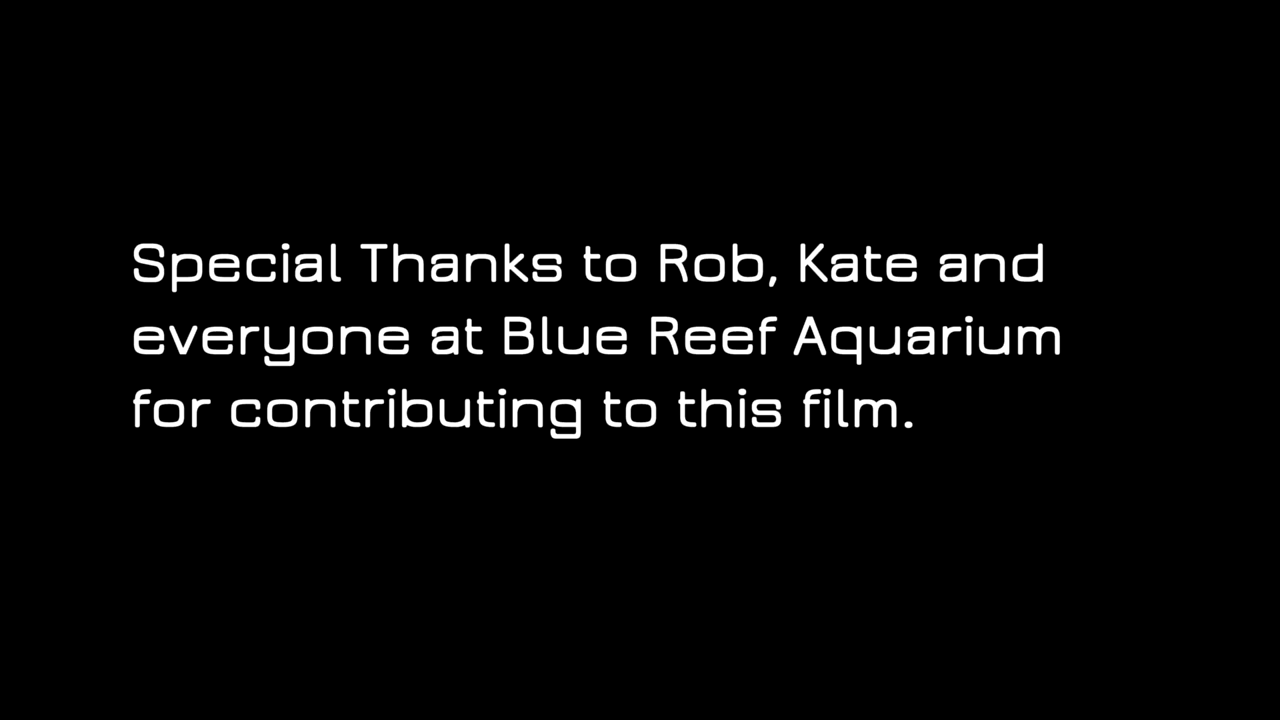 Special Thanks to Rob, Kate and
everyone at Blue Reef Aquarium
for contributing to this film.